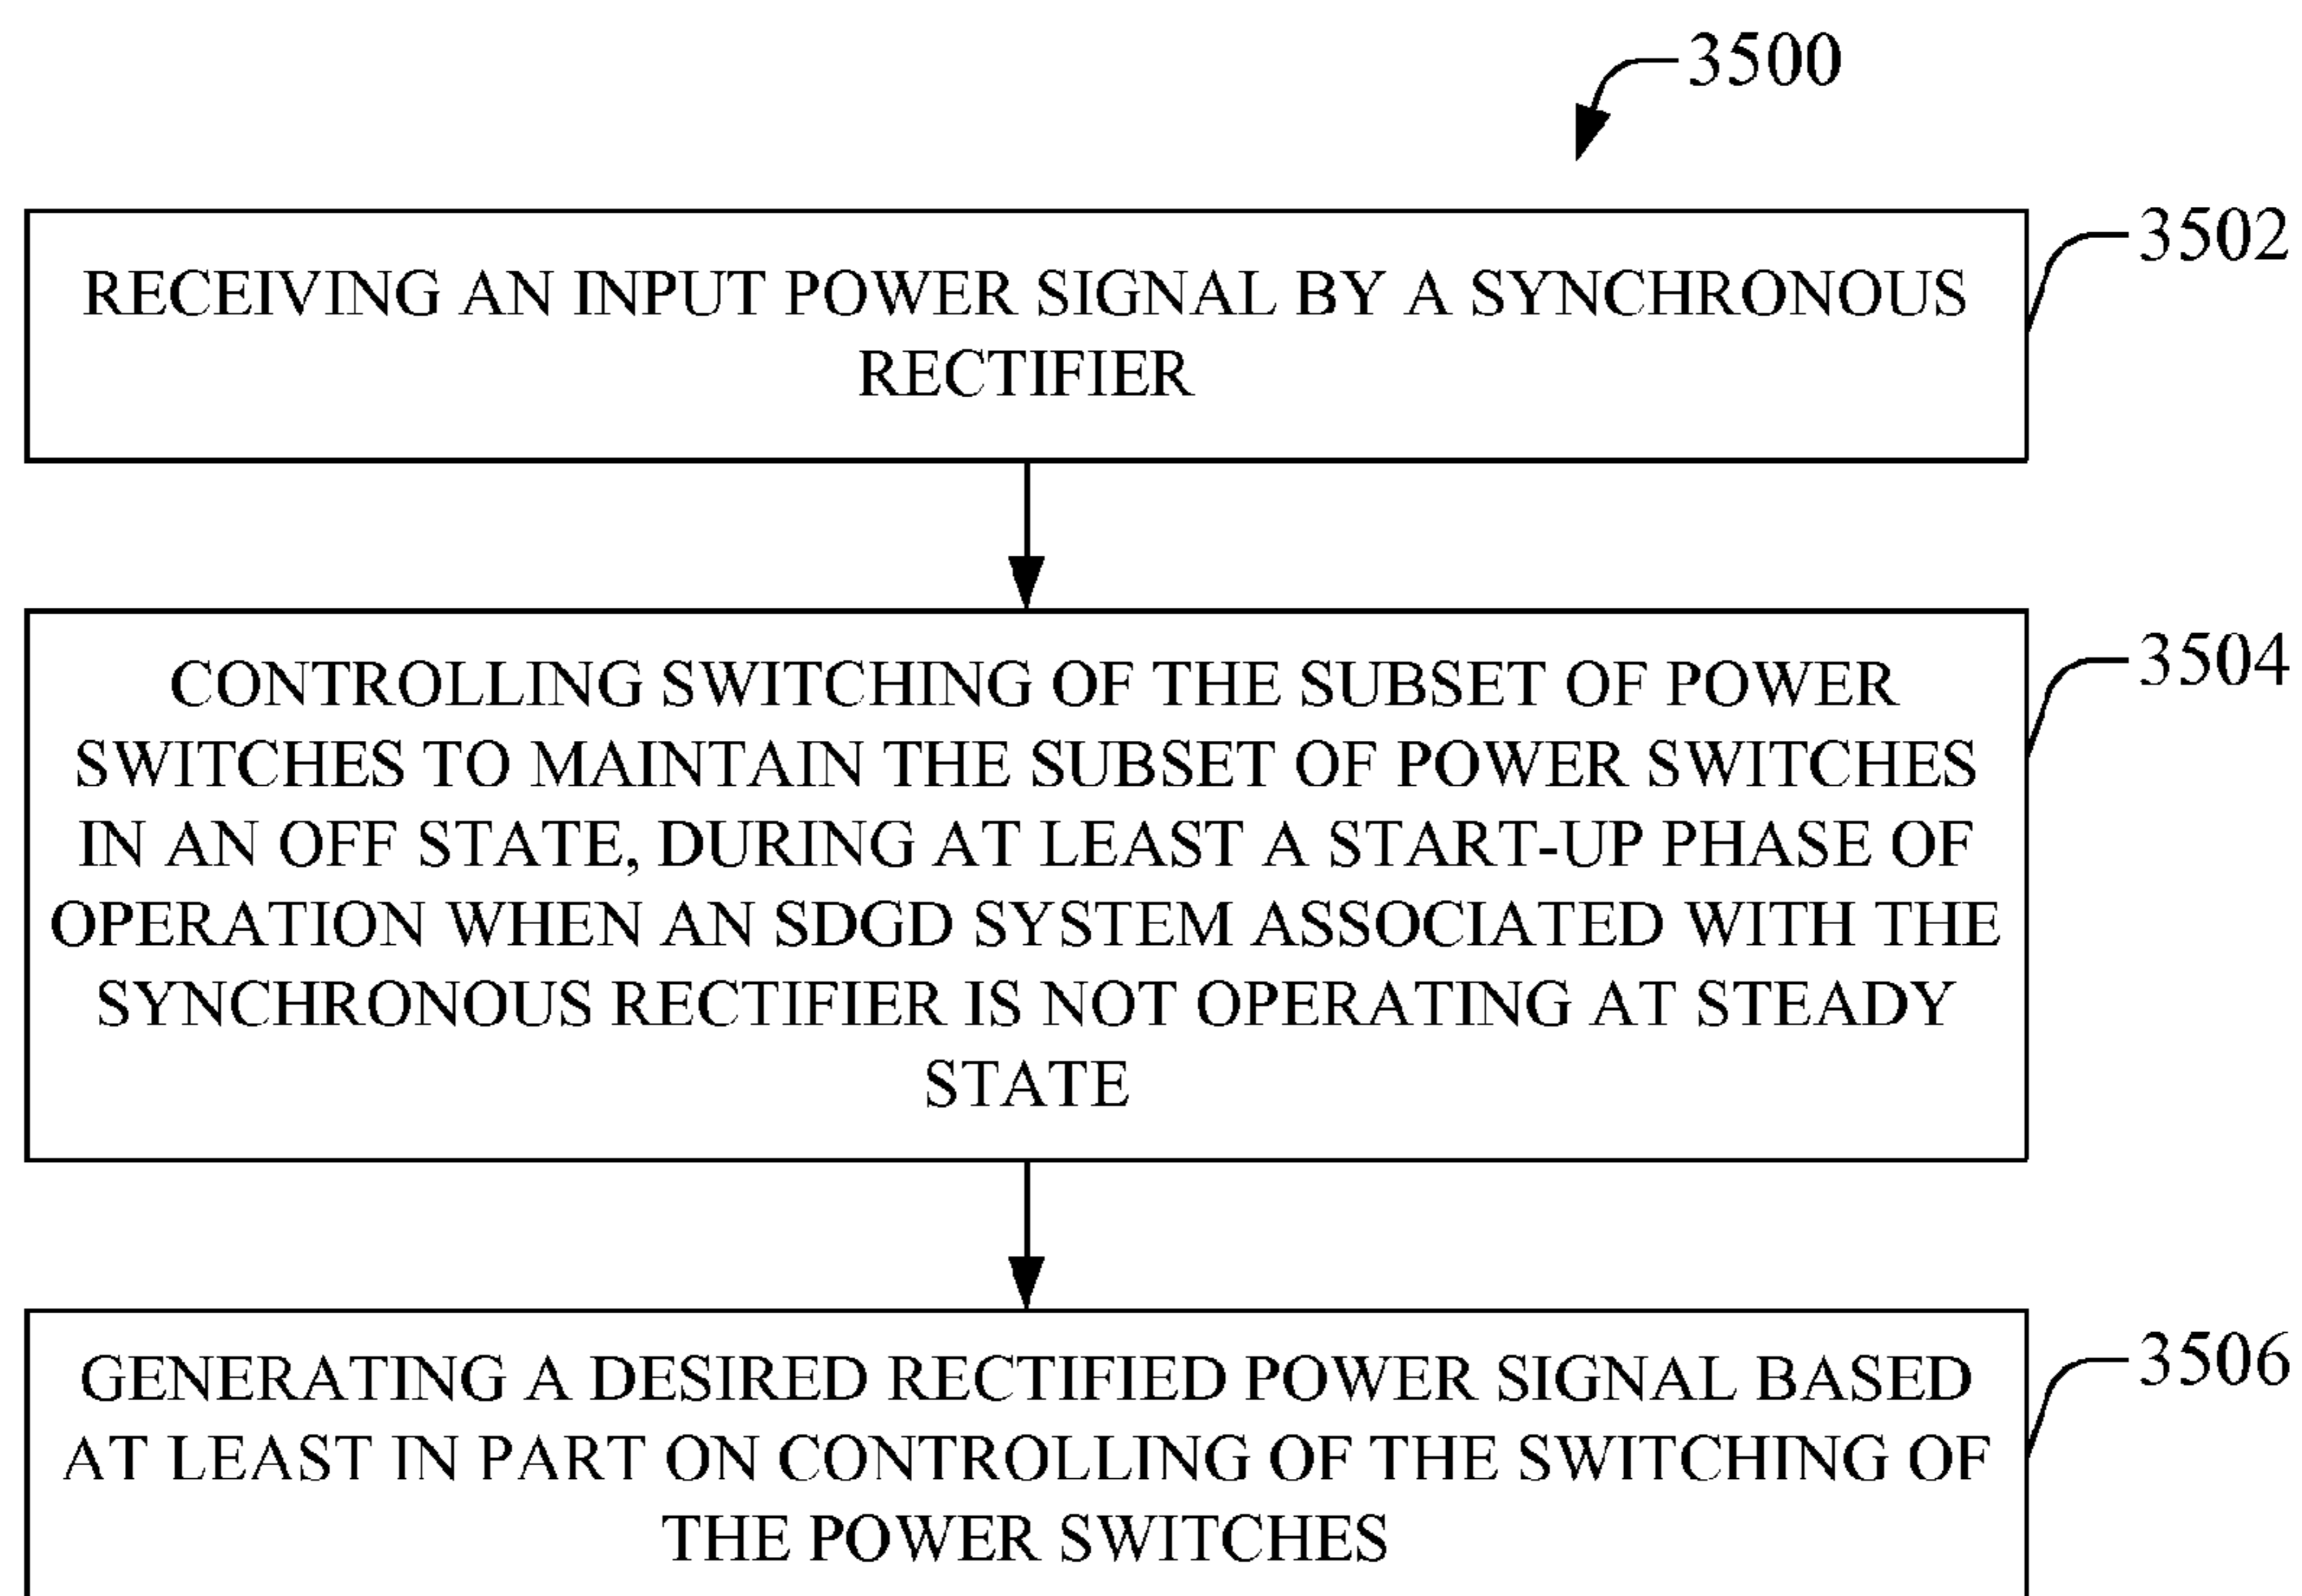 3500
3502
RECEIVING AN INPUT POWER SIGNAL BY A SYNCHRONOUS
RECTIFIER
3504
CONTROLLING SWITCHING OF THE SUBSET OF POWER
SWITCHES TO MAINTAIN THE SUBSET OF POWER SWITCHES
IN AN OFF STATE, DURING AT LEAST A START-UP PHASE OF
OPERATION WHEN AN SDGD SYSTEM ASSOCIATED WITH THE
SYNCHRONOUS RECTIFIER IS NOT OPERATING AT STEADY
STATE
3506
GENERATING A DESIRED RECTIFIED POWER SIGNAL BASED
AT LEAST IN PART ON CONTROLLING OF THE SWITCHING OF
THE POWER SWITCHES